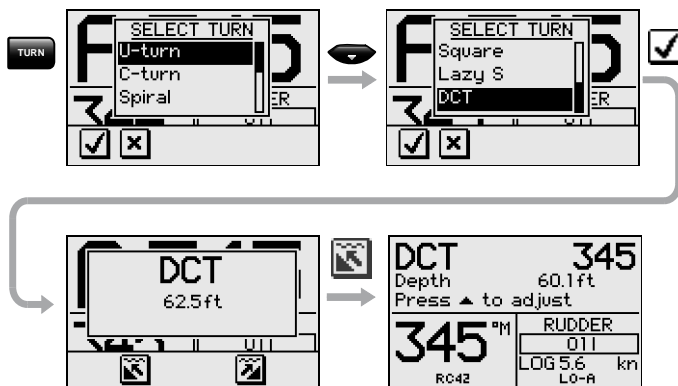 TURN
SELECT TURN
U-turn
C-turn
Spiral
SELECT TURN
Square
Lazy S
DCT
DCT
62.5ft
DCT 345
Depth 60.1ft
Press ▲ to adjust
345 °M
RC42
RUDDER
LOG 5.6 kn
LO-A